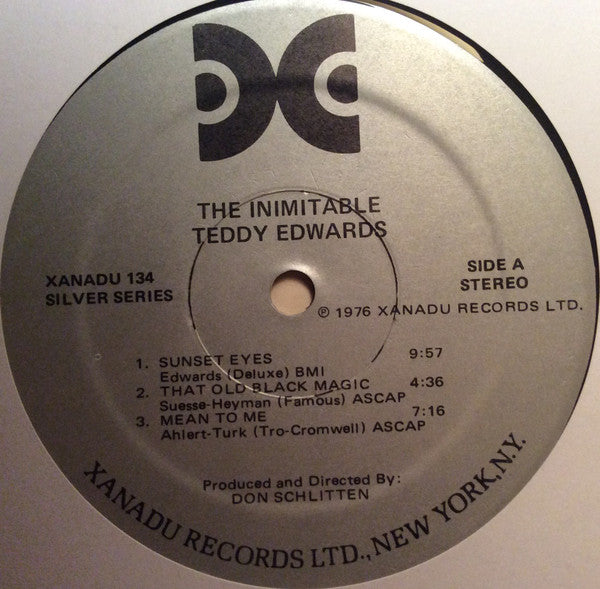 THE INIMITABLE
TEDDY EDWARDS
XANADU 134
SILVER SERIES
SIDE A
STEREO
℗ 1976 XANADU RECORDS LTD.
1. SUNSET EYES 9:57
Edwards (Deluxe) BMI
2. THAT OLD BLACK MAGIC 4:36
Suesse-Heyman (Famous) ASCAP
3. MEAN TO ME 7:16
Ahlert-Turk (Tro-Cromwell) ASCAP
Produced and Directed By:
DON SCHLITTEN
XANADU RECORDS LTD., NEW YORK, N.Y.